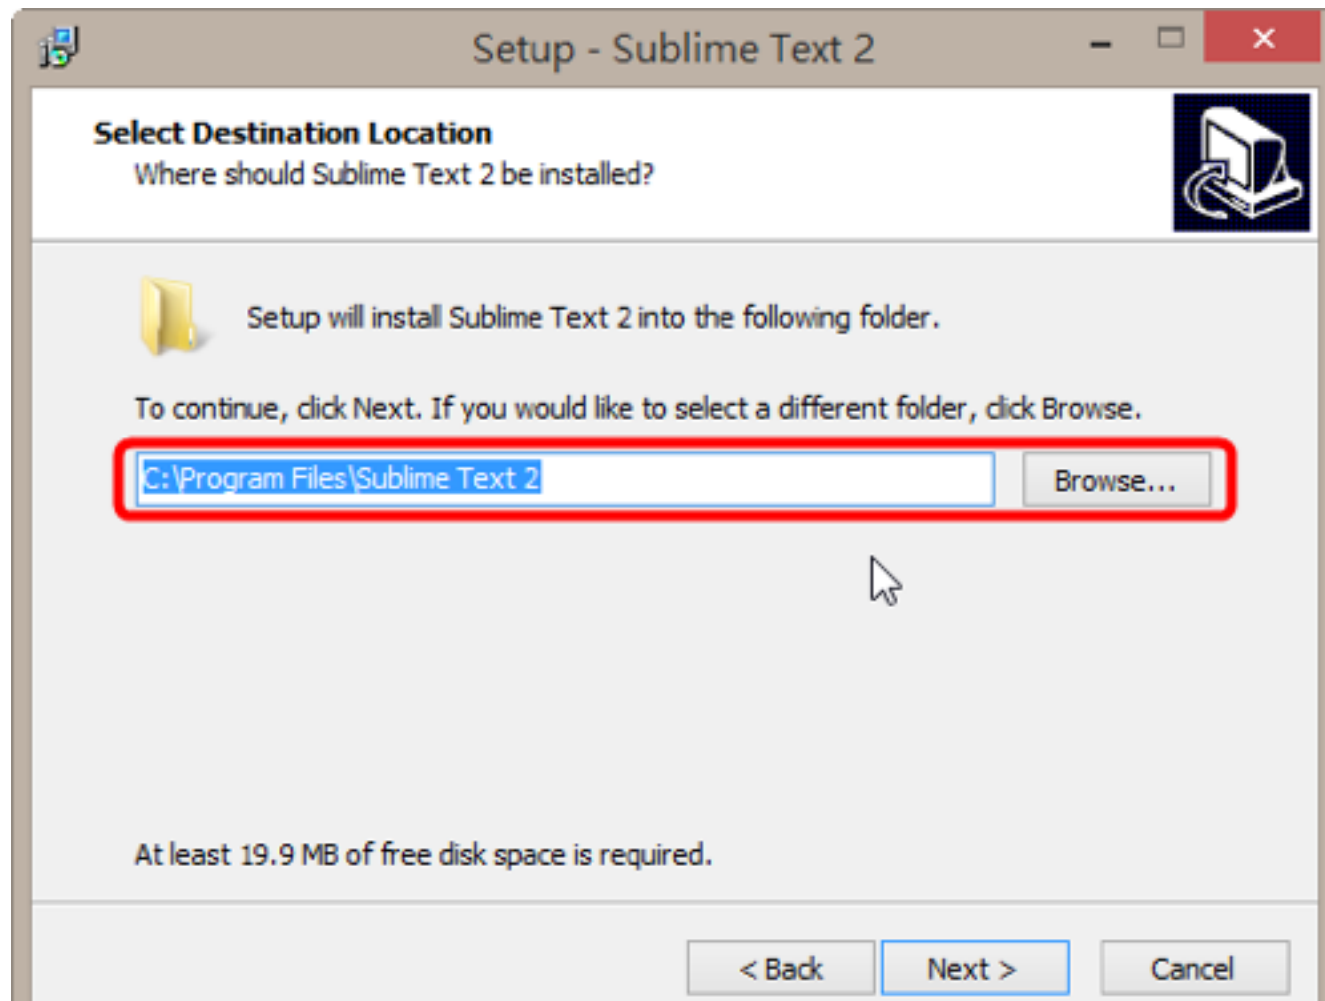 Setup - Sublime Text 2
Select Destination Location
Where should Sublime Text 2 be installed?
Setup will install Sublime Text 2 into the following folder.
To continue, click Next. If you would like to select a different folder, click Browse.
C:\Program Files\Sublime Text 2
Browse...
At least 19.9 MB of free disk space is required.
< Back
Next >
Cancel